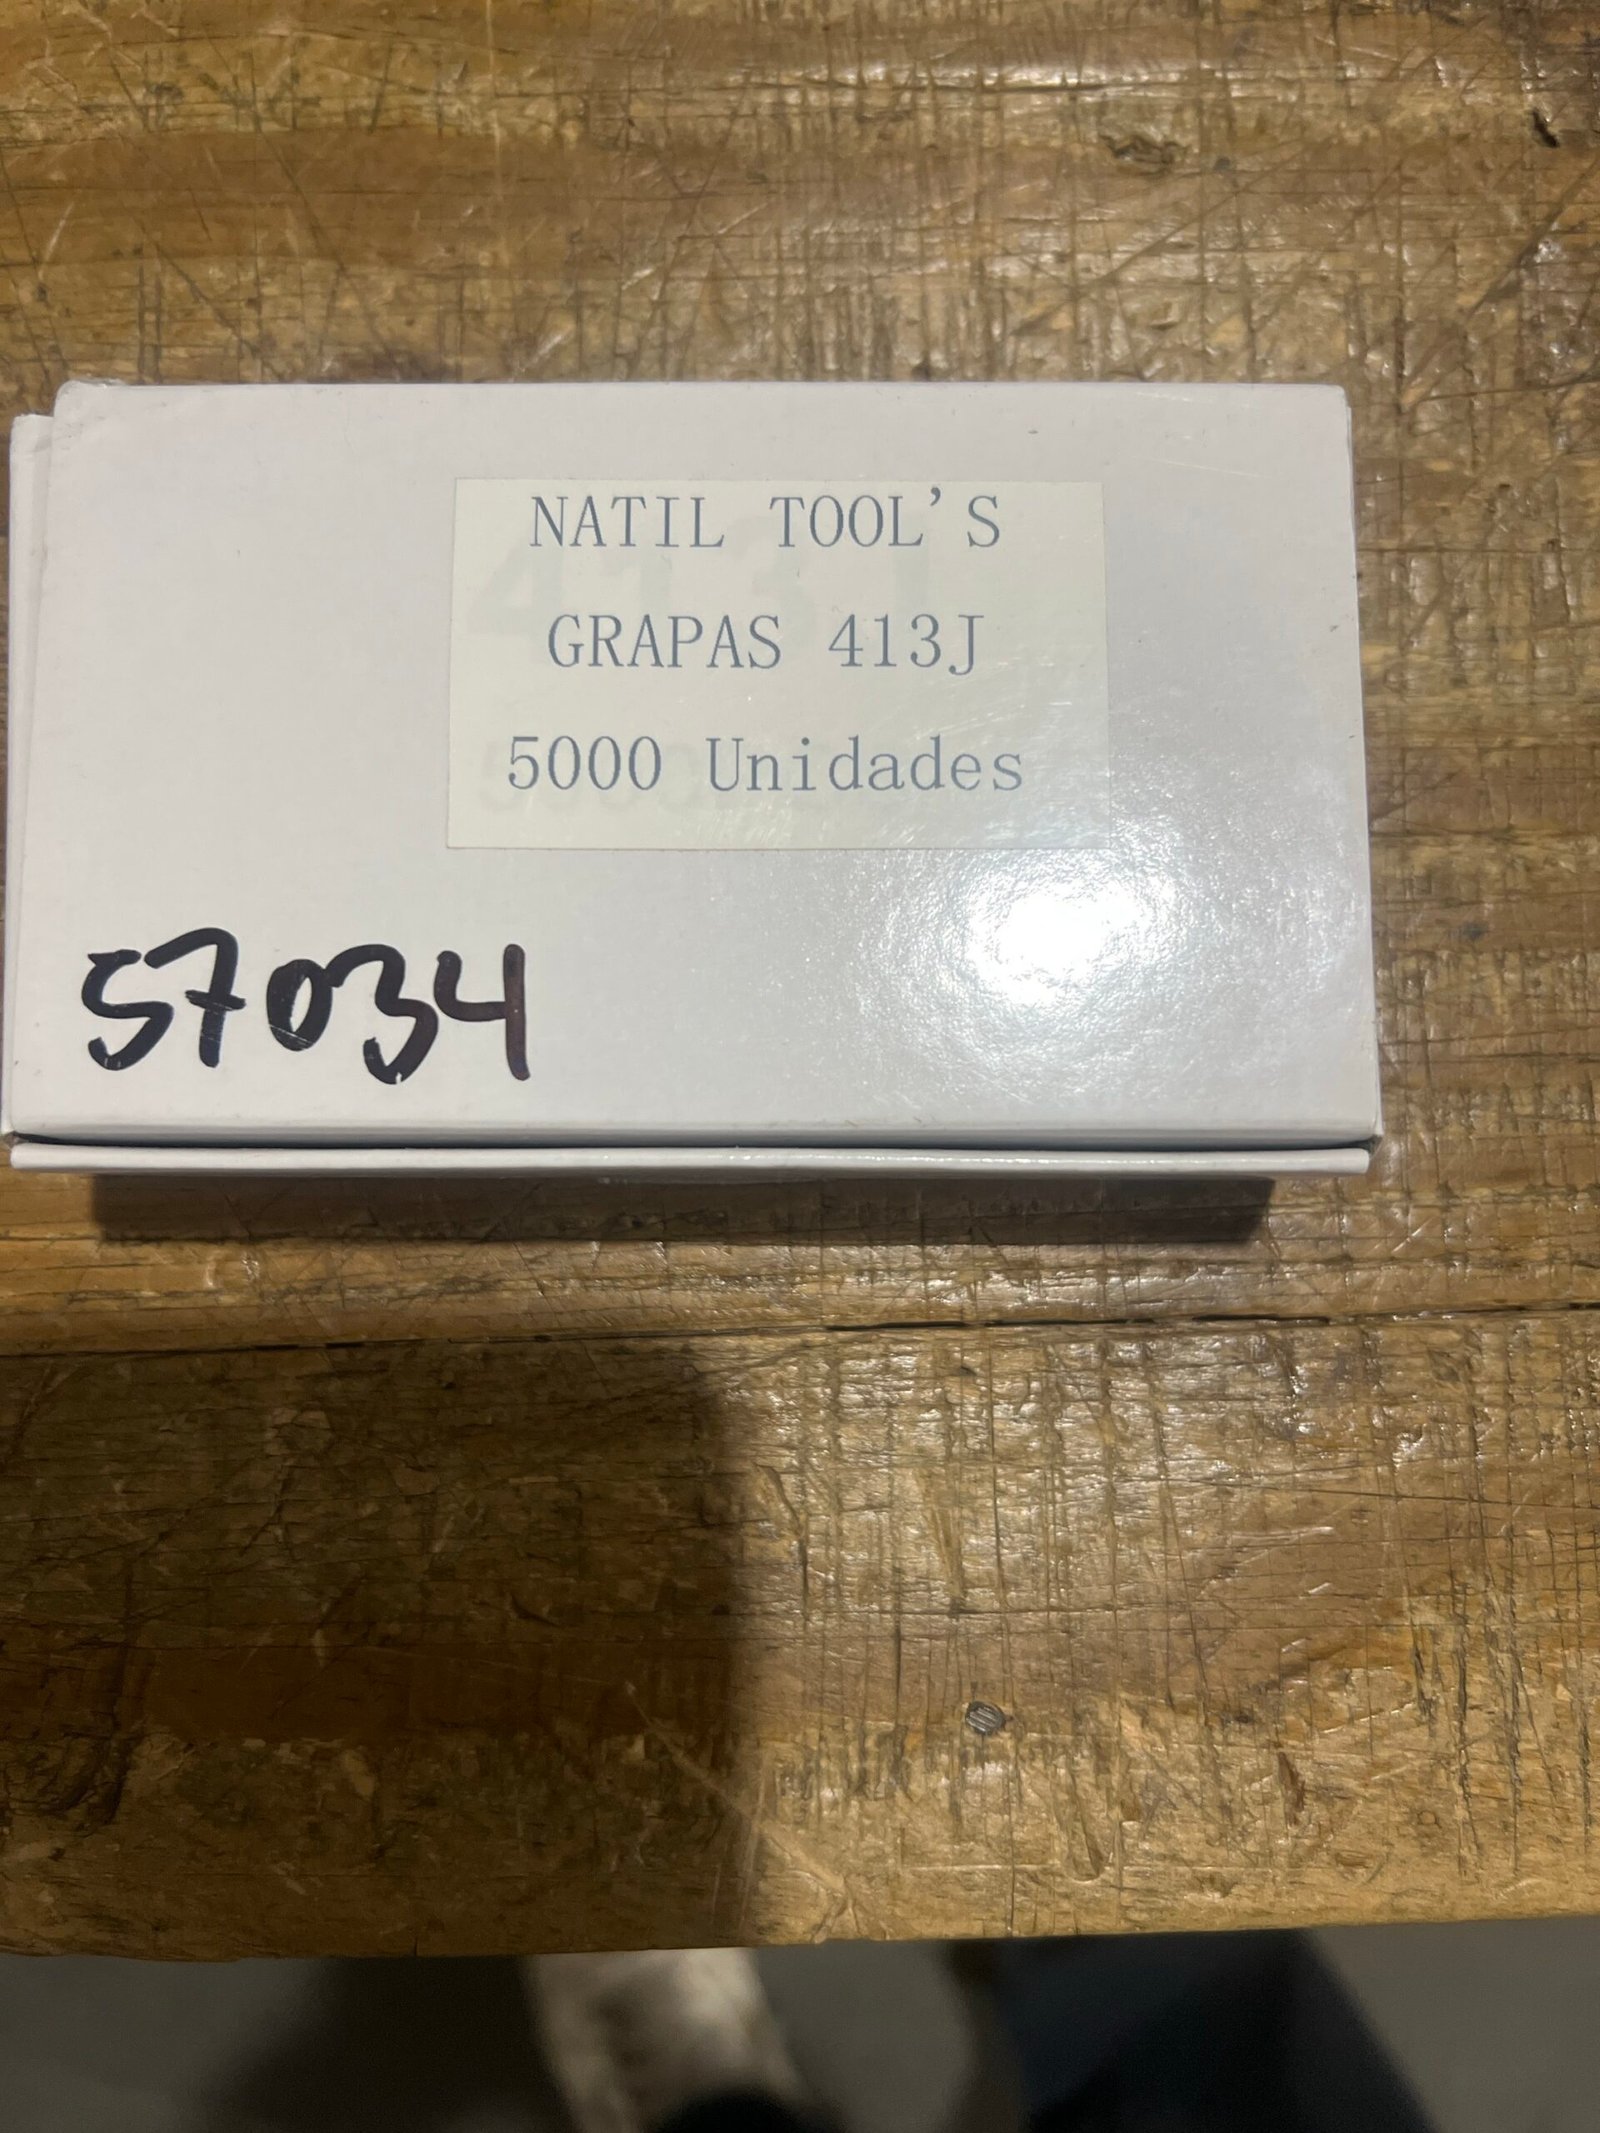 NATIL TOOL'S
GRAPAS 413J
5000 Unidades
57034